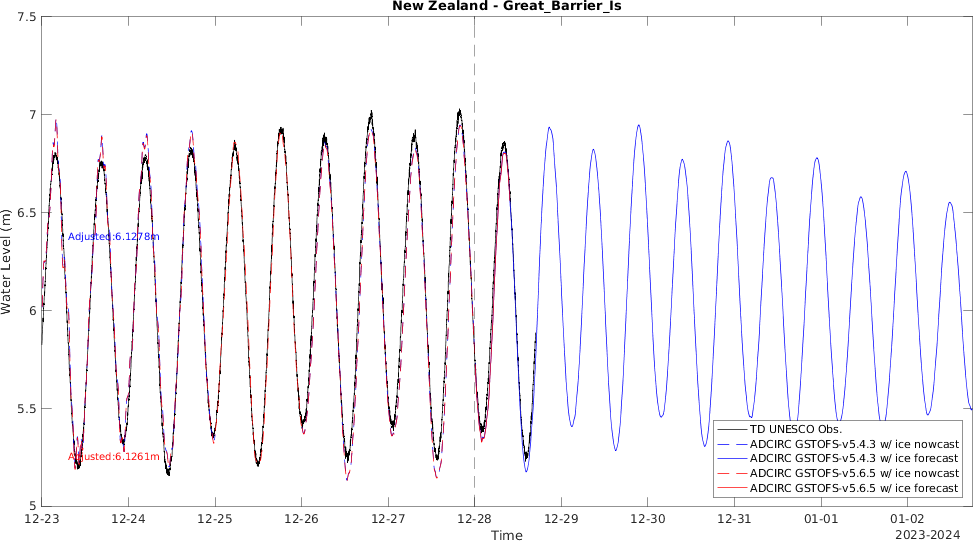 New Zealand - Great_Barrier_Is
7.5
7
6.5
6
5.5
5
Water Level (m)
Adjusted:6.1278m
Adjusted:6.1261m
TD UNESCO Obs.
ADCIRC GSTOFS-v5.4.3 w/ ice nowcast
ADCIRC GSTOFS-v5.4.3 w/ ice forecast
ADCIRC GSTOFS-v5.6.5 w/ ice nowcast
ADCIRC GSTOFS-v5.6.5 w/ ice forecast
12-23 12-24 12-25 12-26 12-27 12-28 12-29 12-30 12-31 01-01 01-02
Time
2023-2024